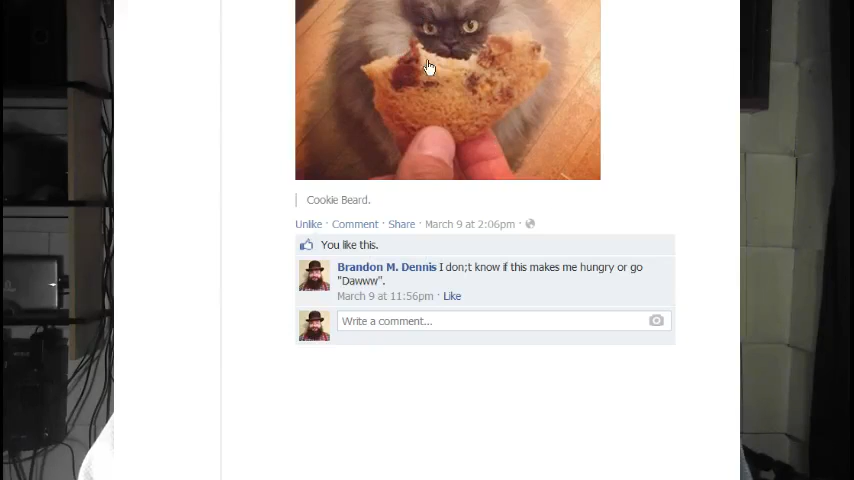 Cookie Beard.
Unlike · Comment · Share · March 9 at 2:06pm ·
You like this.
Brandon M. Dennis I don;t know if this makes me hungry or go
"Dawww".
March 9 at 11:56pm · Like
Write a comment...